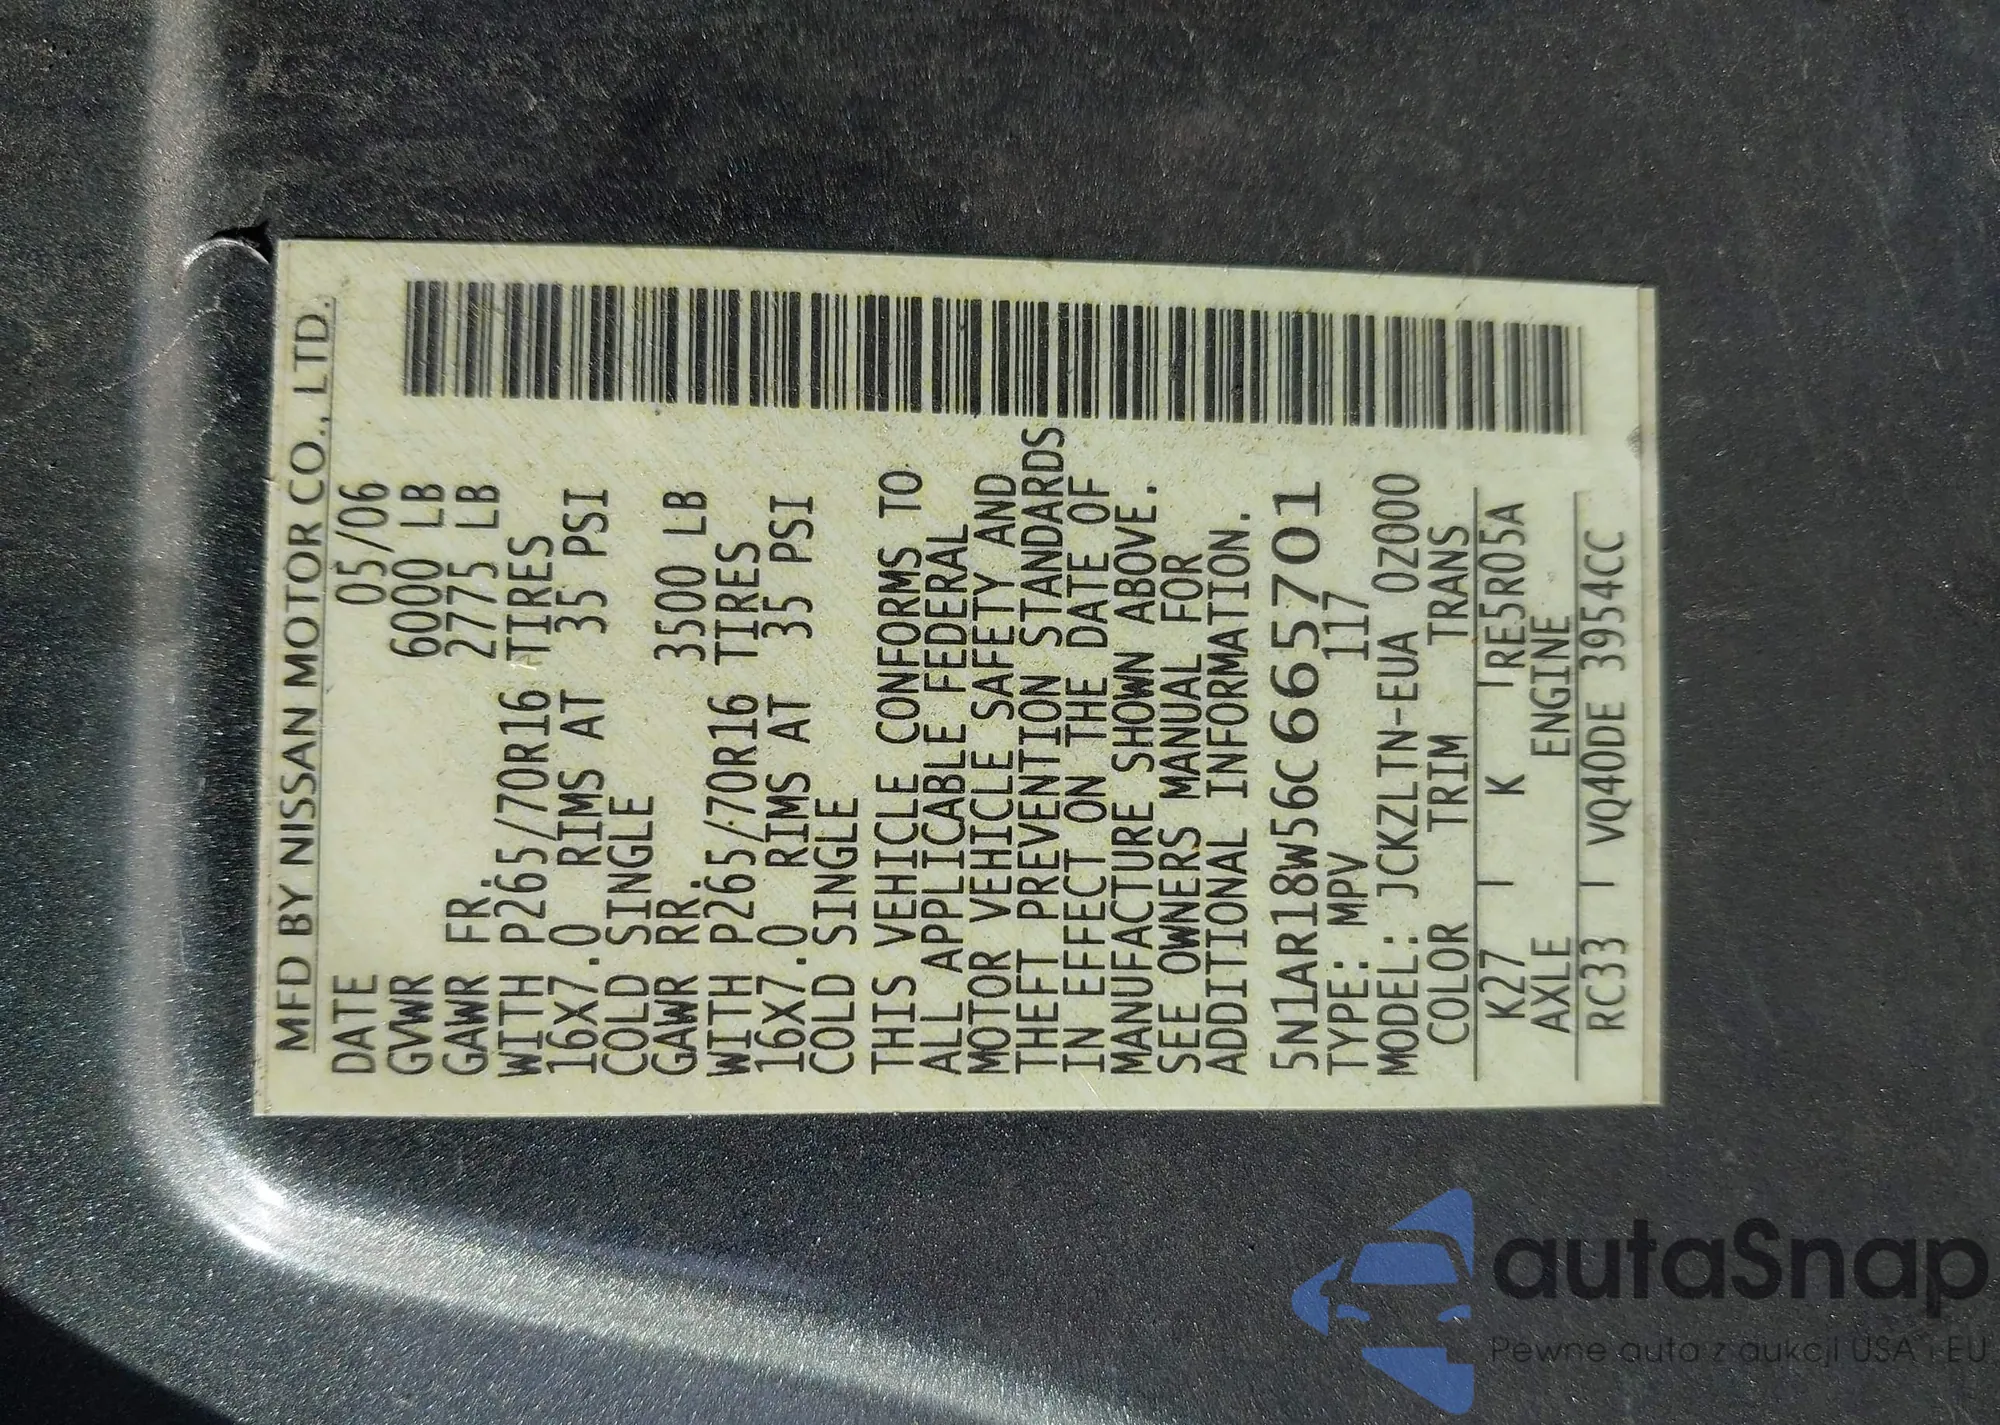 MFD BY NISSAN MOTOR CO., LTD.
DATE 05/06
GVWR 6000 LB
GAWR FR. 2775 LB
WITH P265/70R16 TIRES
16X7.0 RIMS AT 35 PSI
COLD SINGLE
GAWR RR. 3500 LB
WITH P265/70R16 TIRES
16X7.0 RIMS AT 35 PSI
COLD SINGLE
THIS VEHICLE CONFORMS TO
ALL APPLICABLE FEDERAL
MOTOR VEHICLE SAFETY AND
THEFT PREVENTION STANDARDS
IN EFFECT ON THE DATE OF
MANUFACTURE SHOWN ABOVE.
SEE OWNERS MANUAL FOR
ADDITIONAL INFORMATION.
5N1AR18W56C665701
TYPE: MPV 117
MODEL: JCKKZLTN-EUA OZ000
COLOR TRIM TRANS
K27 K RE5R05A
AXLE ENGINE
RC33 VQ40DE 3954CC
autaSnap
Pewne auta z aukcji USA i EU